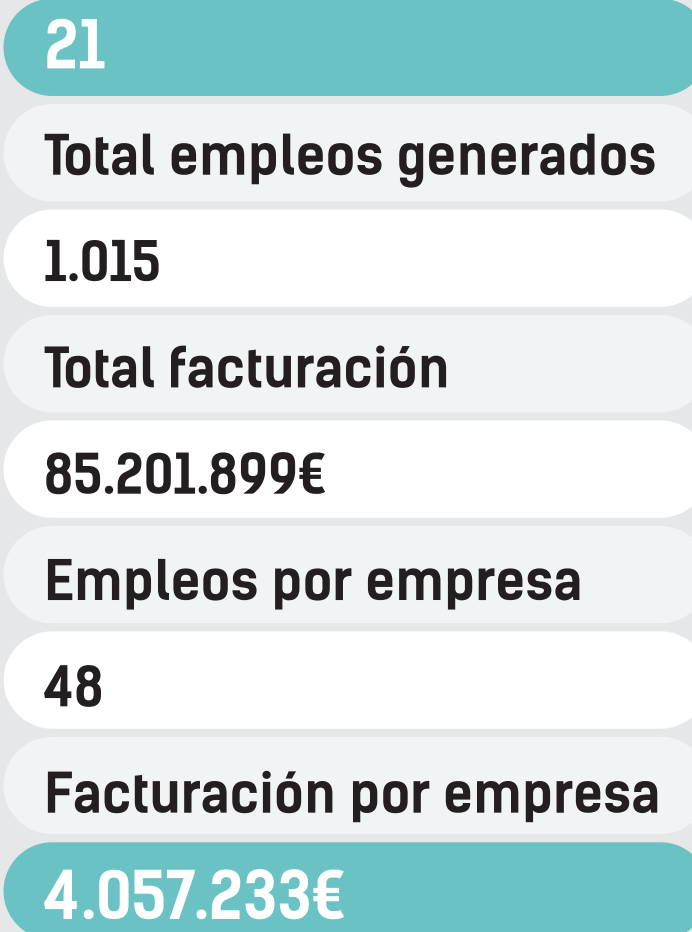 21
Total empleos generados
1.015
Total facturación
85.201.899€
Empleos por empresa
48
Facturación por empresa
4.057.233€